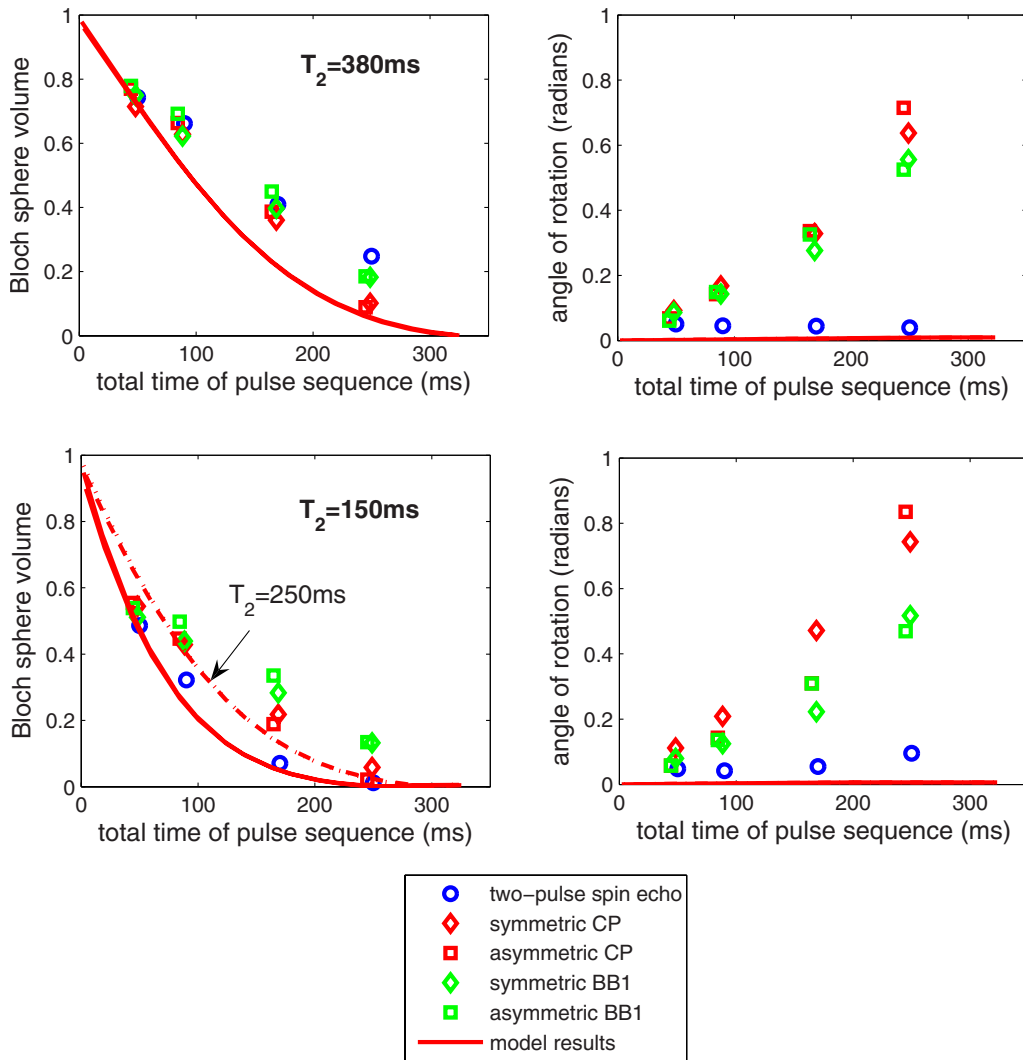 1
0.8
0.6
0.4
0.2
0
0 100 200 300
Bloch sphere volume
total time of pulse sequence (ms)
T2=380ms
1
0.8
0.6
0.4
0.2
0
0 100 200 300
angle of rotation (radians)
total time of pulse sequence (ms)
1
0.8
0.6
0.4
0.2
0
0 100 200 300
Bloch sphere volume
total time of pulse sequence (ms)
T2=150ms
T2=250ms
1
0.8
0.6
0.4
0.2
0
0 100 200 300
angle of rotation (radians)
total time of pulse sequence (ms)
two−pulse spin echo
symmetric CP
asymmetric CP
symmetric BB1
asymmetric BB1
model results